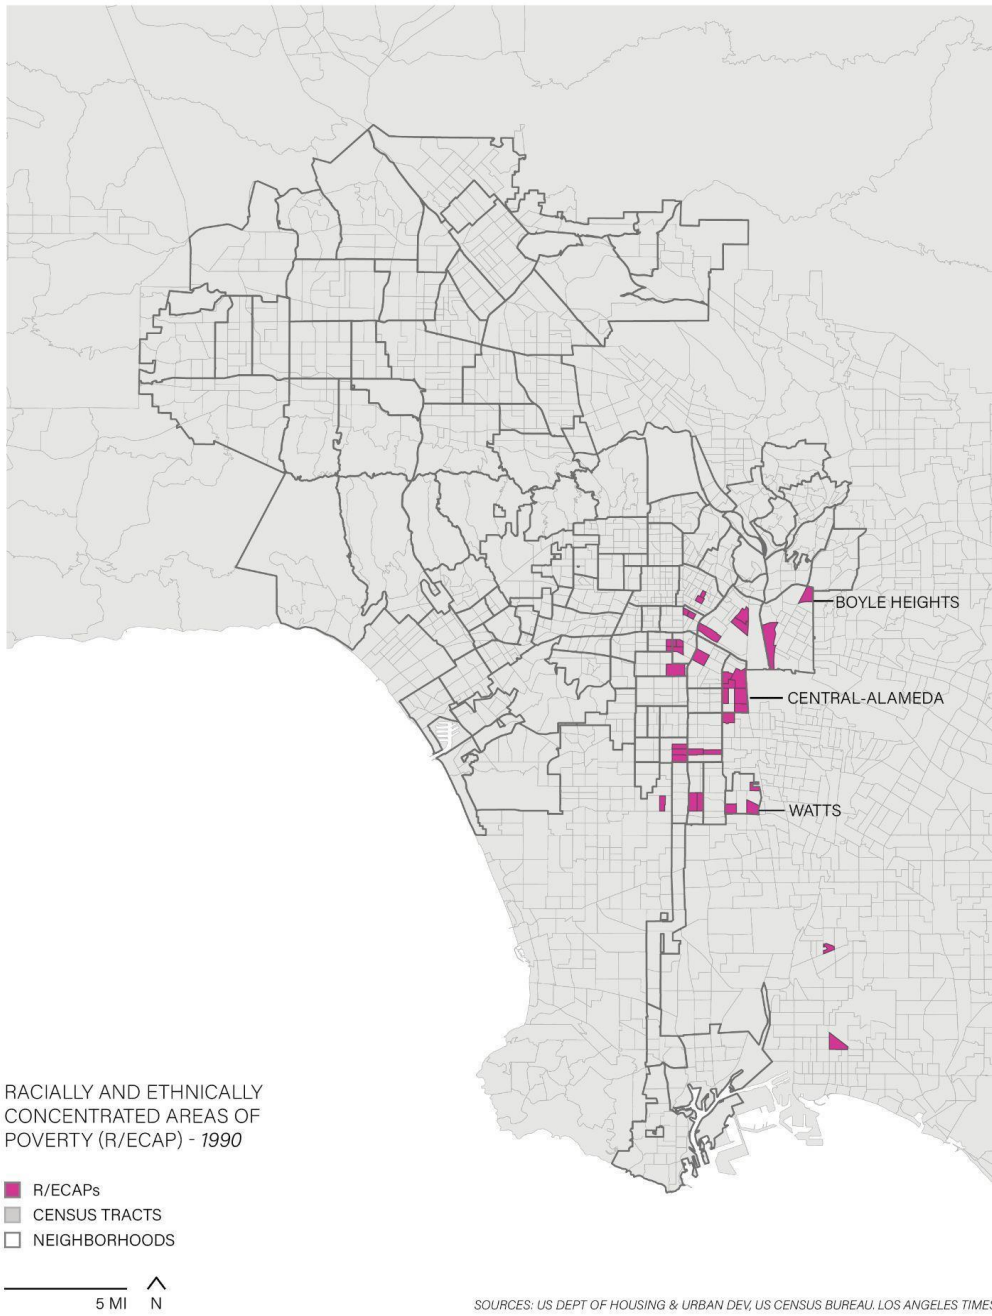 BOYLE HEIGHTS
CENTRAL-ALAMEDA
WATTS
RACIALLY AND ETHNICALLY
CONCENTRATED AREAS OF
POVERTY (R/ECAP) - 1990
R/ECAPs
CENSUS TRACTS
NEIGHBORHOODS
5 MI N
SOURCES: US DEPT OF HOUSING & URBAN DEV, US CENSUS BUREAU. LOS ANGELES TIMES